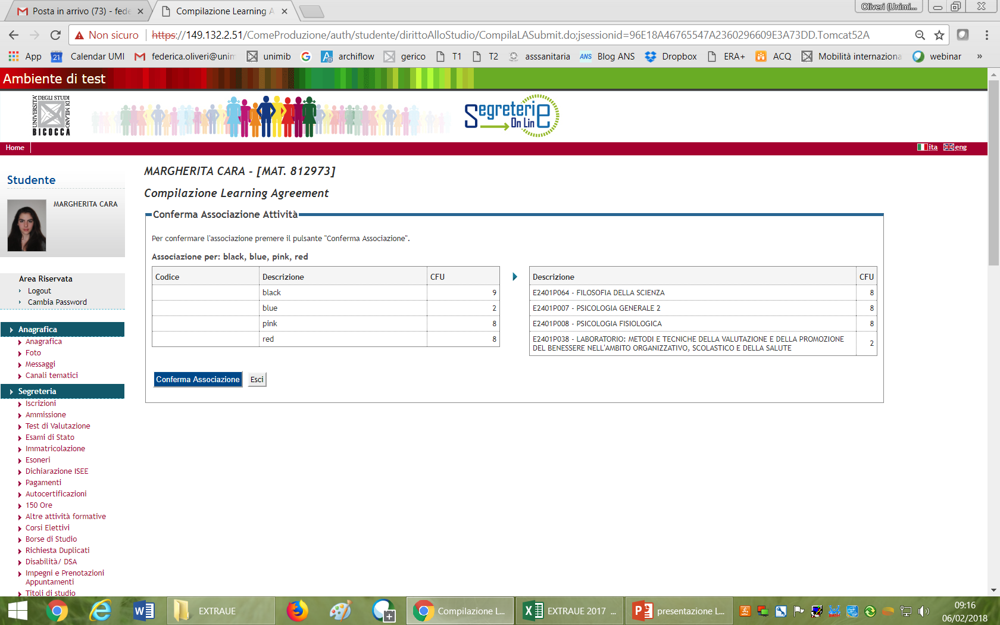 Posta in arrivo (73) - fede
Compilazione Learning A
Oliveri (Unimi...
Non sicuro
https://149.132.2.51/ComeProduzione/auth/studente/dirittoAlloStudio/CompilaLASubmit.do;jsessionid=96E18A46765547A2360296609E3A73DD.Tomcat52A
App 21 Calendar UMI federica.oliveri@unim unimib archiflow gerico T1 T2 asssanitaria ANS Blog ANS Dropbox ERA+ ACQ Mobilità internaziona webinar »
Ambiente di test
UNIVERSITA' DEGLI STUDI DI MILANO
BICOCCA
Segreterie
On Line
Home
ita eng
Studente
MARGHERITA CARA
Area Riservata
Logout
Cambia Password
Anagrafica
Anagrafica
Foto
Messaggi
Canali tematici
Segreteria
Iscrizioni
Ammissione
Test di Valutazione
Esami di Stato
Immatricolazione
Esoneri
Dichiarazione ISEE
Pagamenti
Autocertificazioni
150 Ore
Altre attività formative
Corsi Elettivi
Borse di Studio
Richiesta Duplicati
Disabilità/ DSA
Impegni e Prenotazioni
Appuntamenti
Titoli di studio
MARGHERITA CARA - [MAT. 812973]
Compilazione Learning Agreement
Conferma Associazione Attività
Per confermare l'associazione premere il pulsante "Conferma Associazione".
Associazione per: black, blue, pink, red
Codice Descrizione CFU
black 9
blue 2
pink 8
red 8
Descrizione CFU
E2401P064 - FILOSOFIA DELLA SCIENZA 8
E2401P007 - PSICOLOGIA GENERALE 2 8
E2401P008 - PSICOLOGIA FISIOLOGICA 8
E2401P038 - LABORATORIO: METODI E TECNICHE DELLA VALUTAZIONE E DELLA PROMOZIONE
DEL BENESSERE NELL'AMBITO ORGANIZZATIVO, SCOLASTICO E DELLA SALUTE 2
Conferma Associazione Esci
EXTRAUE
Compilazione L...
EXTRAUE 2017 ...
presentazione L...
09:16
06/02/2018